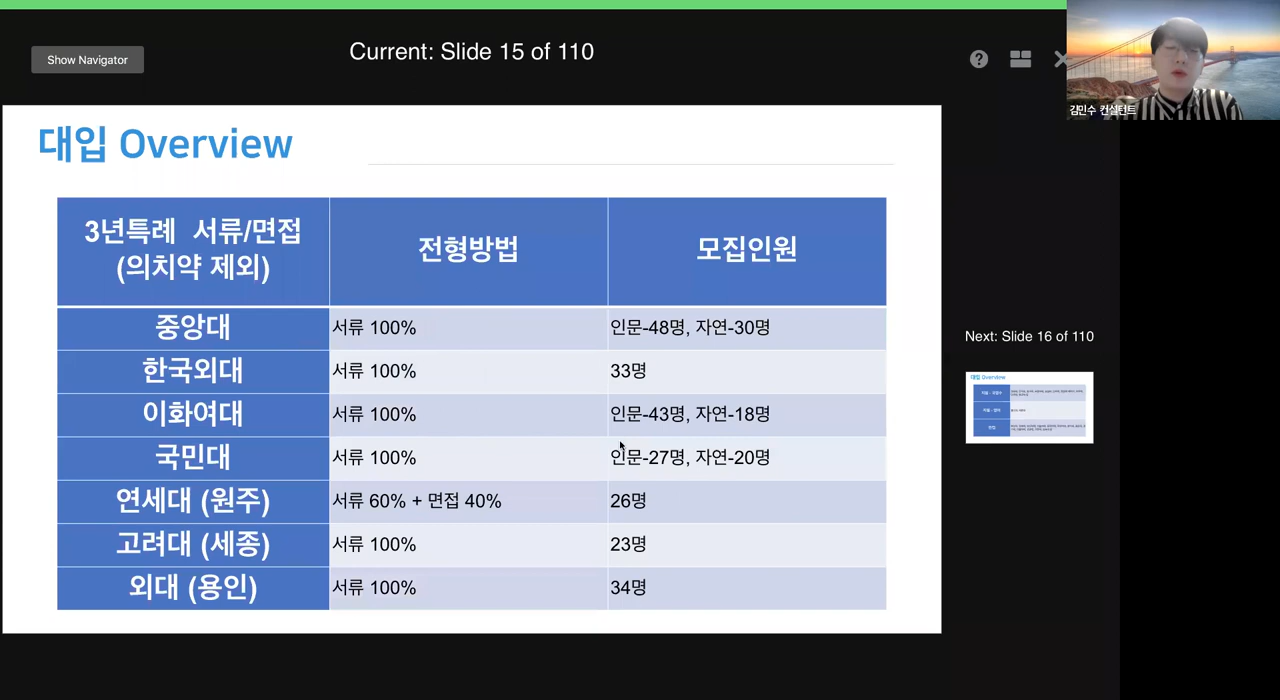 Show Navigator
Current: Slide 15 of 110
김민수 컨설턴트
대입 Overview
3년특례 서류/면접
(의치약 제외)
전형방법
모집인원
중앙대
서류 100%
인문-48명, 자연-30명
한국외대
서류 100%
33명
이화여대
서류 100%
인문-43명, 자연-18명
국민대
서류 100%
인문-27명, 자연-20명
연세대 (원주)
서류 60% + 면접 40%
26명
고려대 (세종)
서류 100%
23명
외대 (용인)
서류 100%
34명
Next: Slide 16 of 110
대입 Overview